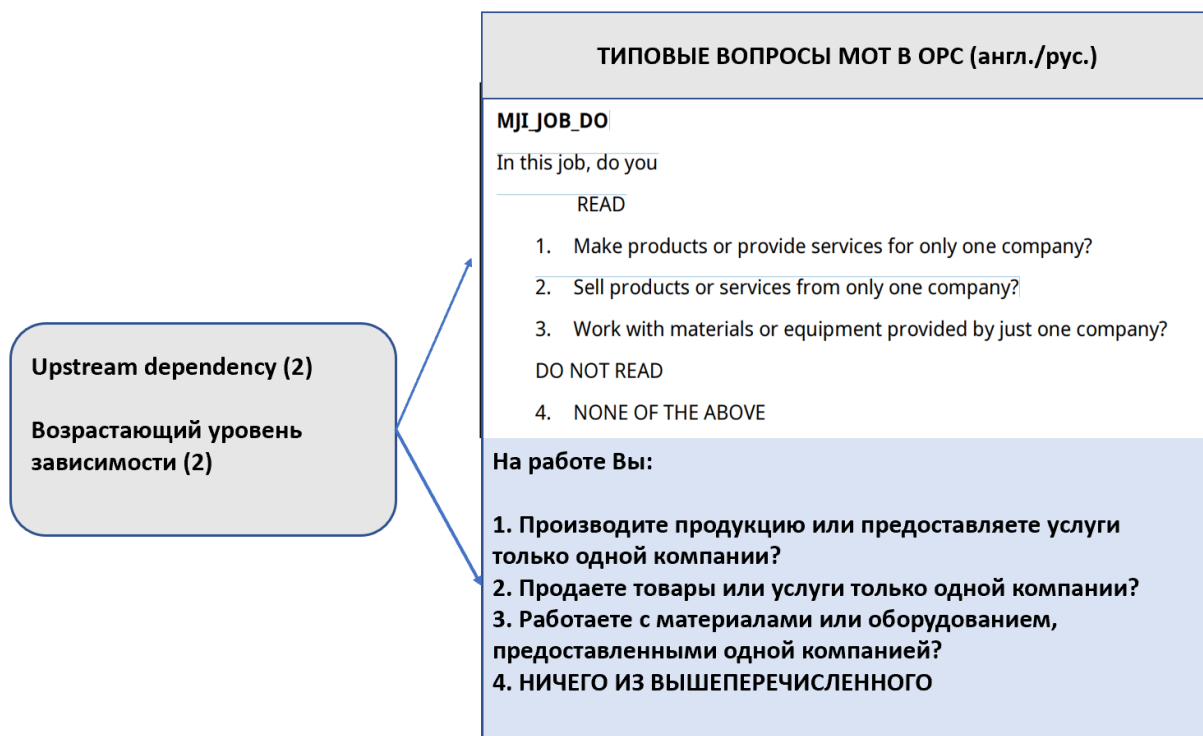 ТИПОВЫЕ ВОПРОСЫ МОТ В ОРС (англ./рус.)
MJI_JOB_DO
In this job, do you
READ
1. Make products or provide services for only one company?
2. Sell products or services from only one company?
3. Work with materials or equipment provided by just one company?
DO NOT READ
4. NONE OF THE ABOVE
Upstream dependency (2)
Возрастающий уровень
зависимости (2)
На работе Вы:
1. Производите продукцию или предоставляете услуги
только одной компании?
2. Продаете товары или услуги только одной компании?
3. Работаете с материалами или оборудованием,
предоставленными одной компанией?
4. НИЧЕГО ИЗ ВЫШЕПЕРЕЧИСЛЕННОГО